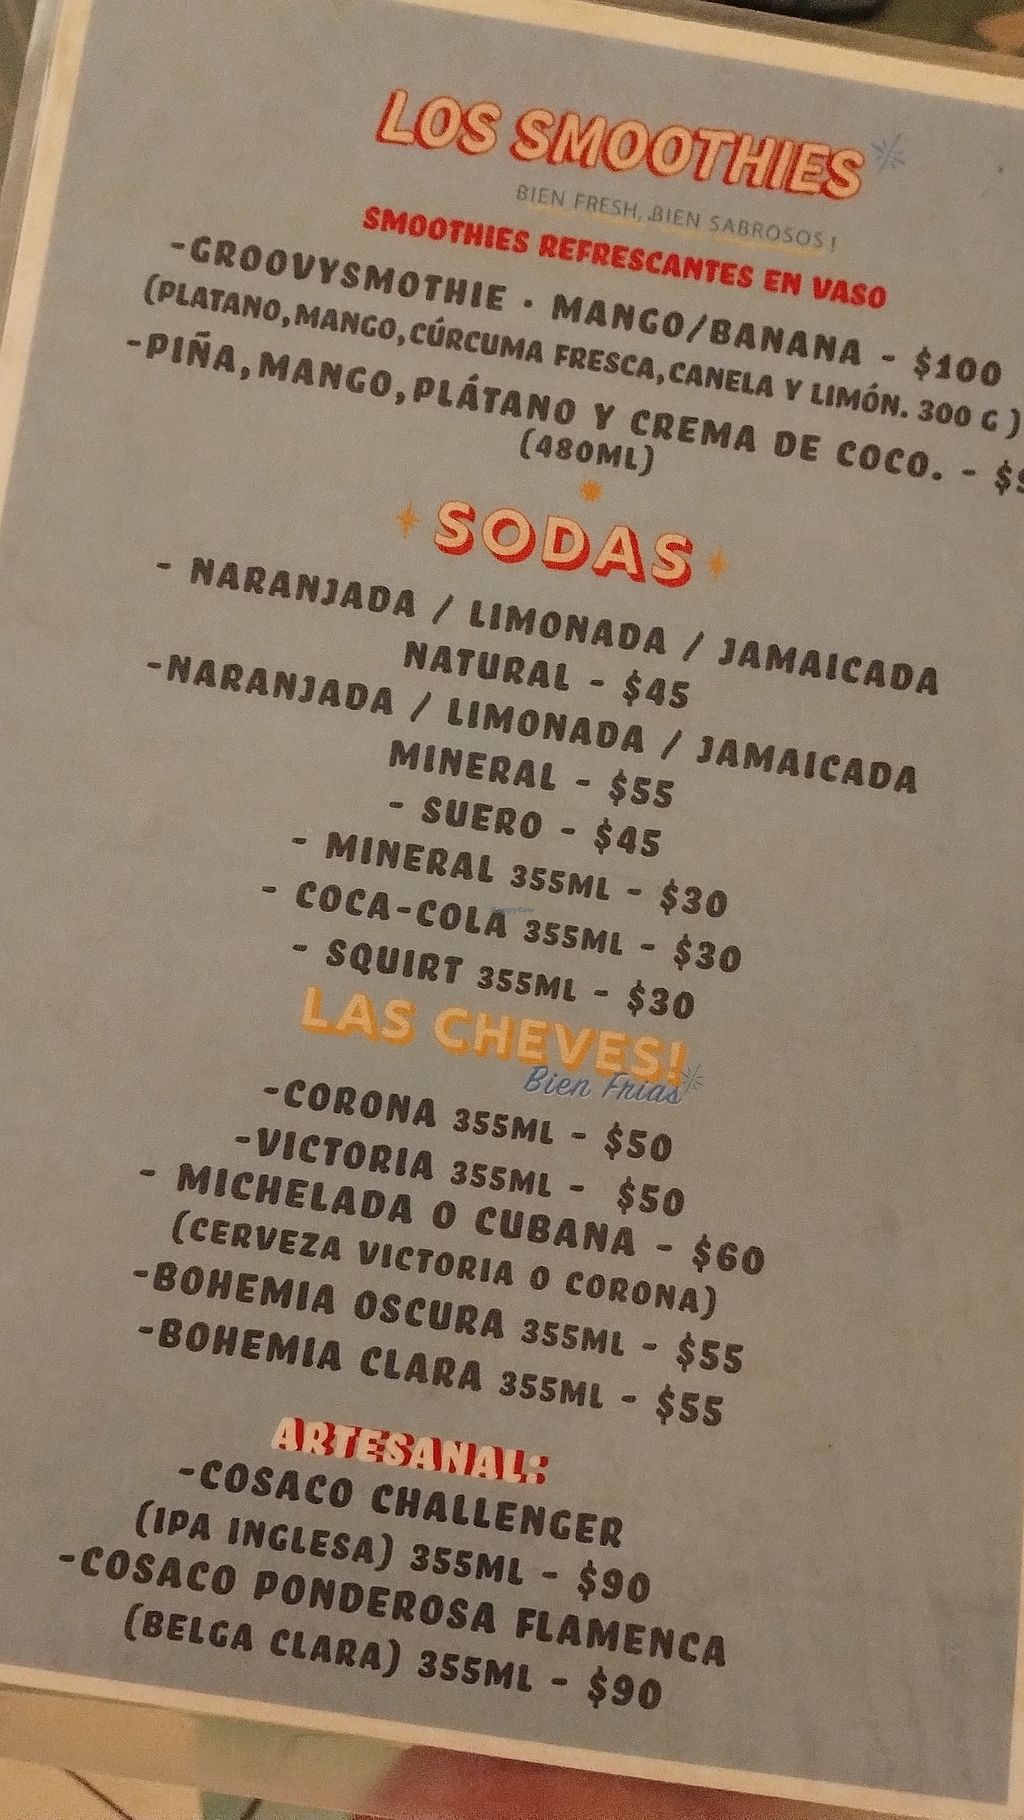 LOS SMOOTHIES
BIEN FRESH, BIEN SABROSOS!
SMOOTHIES REFRESCANTES EN VASO
-GROOVYSMOTHIE · MANGO/BANANA - $100
(PLATANO, MANGO, CÚRCUMA FRESCA, CANELA Y LIMÓN. 300 G )
-PIÑA, MANGO, PLÁTANO Y CREMA DE COCO. -
(480ML)
SODAS
- NARANJADA / LIMONADA / JAMAICADA
NATURAL - $45
-NARANJADA / LIMONADA / JAMAICADA
MINERAL - $55
- SUERO - $45
- MINERAL 355ML - $30
- COCA-COLA 355ML - $30
- SQUIRT 355ML - $30
LAS CHEVES!
Bien Frias
-CORONA 355ML - $50
-VICTORIA 355ML - $50
- MICHELADA O CUBANA - $60
(CERVEZA VICTORIA O CORONA)
-BOHEMIA OSCURA 355ML - $55
-BOHEMIA CLARA 355ML - $55
ARTESANAL:
-COSACO CHALLENGER
(IPA INGLESA) 355ML - $90
-COSACO PONDEROSA FLAMENCA
(BELGA CLARA) 355ML - $90